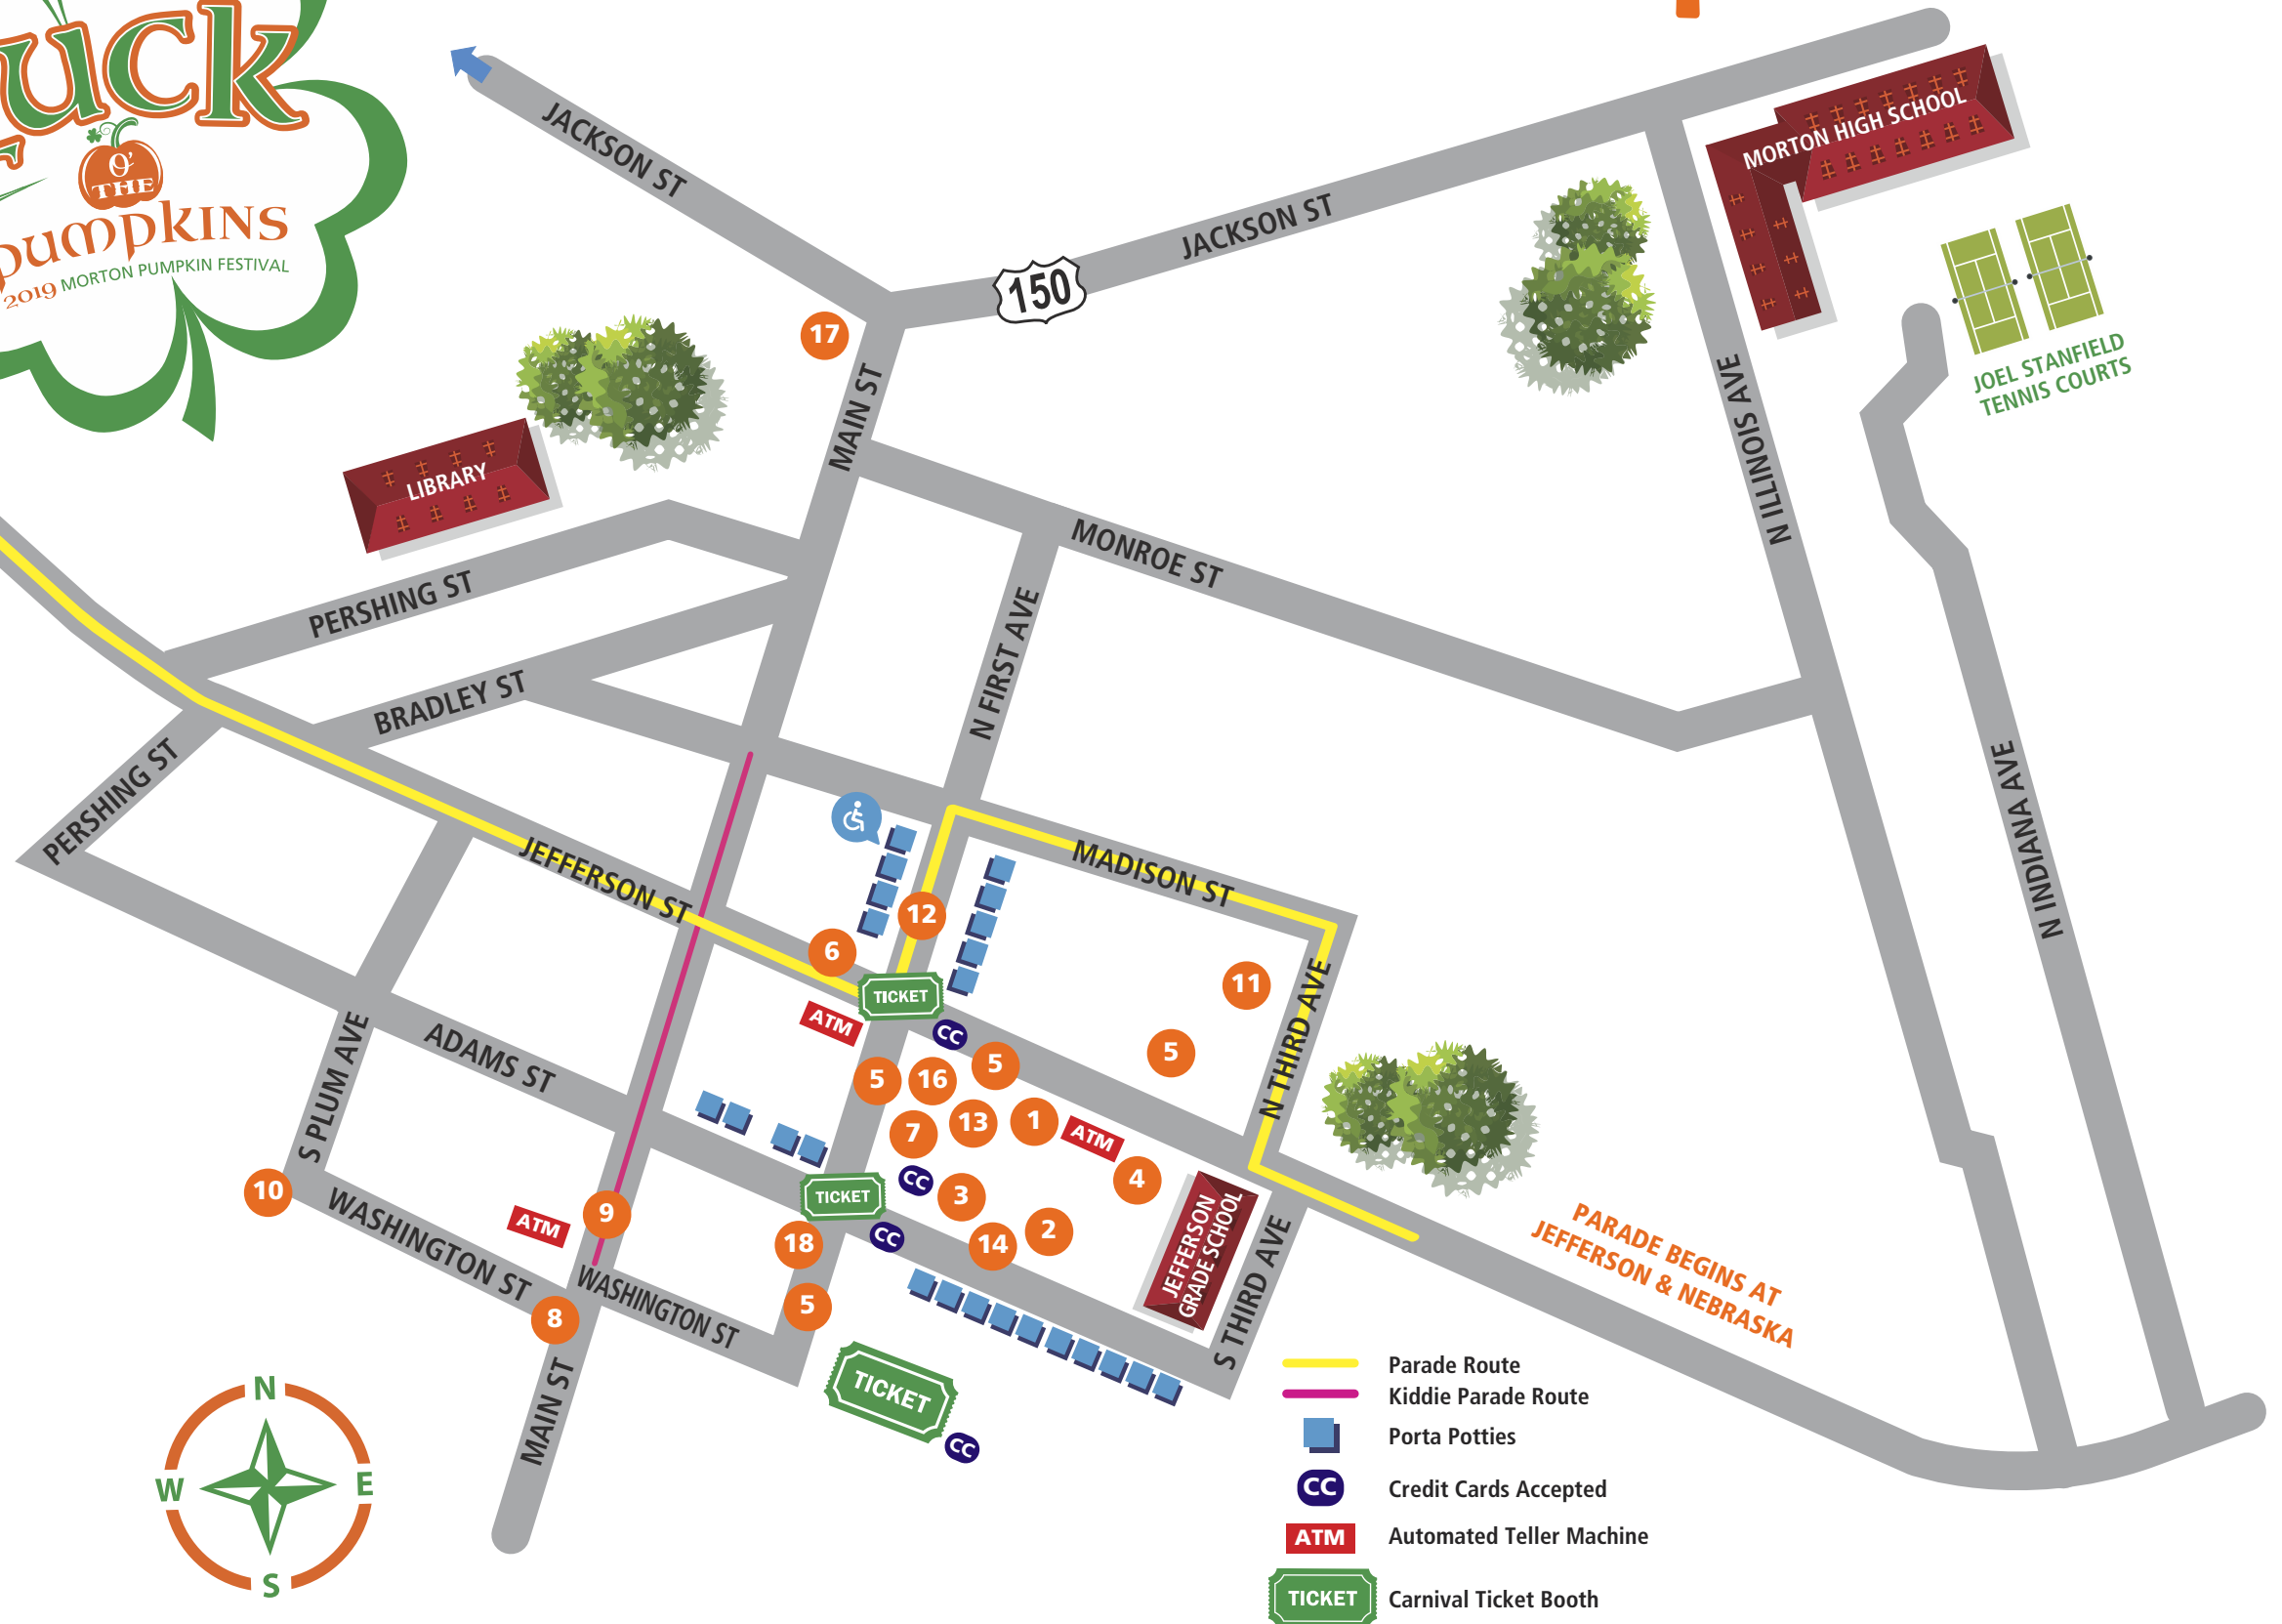 uck
O'
THE
PUMPKINS
2019 MORTON PUMPKIN FESTIVAL
JACKSON ST
JACKSON ST
150
17
MAIN ST
MORTON HIGH SCHOOL
JOEL STANFIELD
TENNIS COURTS
N ILLINOIS AVE
LIBRARY
MONROE ST
PERSHING ST
N FIRST AVE
BRADLEY ST
PERSHING ST
N INDIANA AVE
JEFFERSON ST
MADISON ST
12
6
11
TICKET
ATM
CC
N THIRD AVE
5
5
16
5
7
13
1
ATM
4
ADAMS ST
S PLUM AVE
10
WASHINGTON ST
ATM
9
TICKET
CC
3
18
CC
14
2
JEFFERSON
GRADE SCHOOL
S THIRD AVE
PARADE BEGINS AT
JEFFERSON & NEBRASKA
8
WASHINGTON ST
5
TICKET
CC
MAIN ST
N
W
E
S
Parade Route
Kiddie Parade Route
Porta Potties
CC Credit Cards Accepted
ATM Automated Teller Machine
TICKET Carnival Ticket Booth